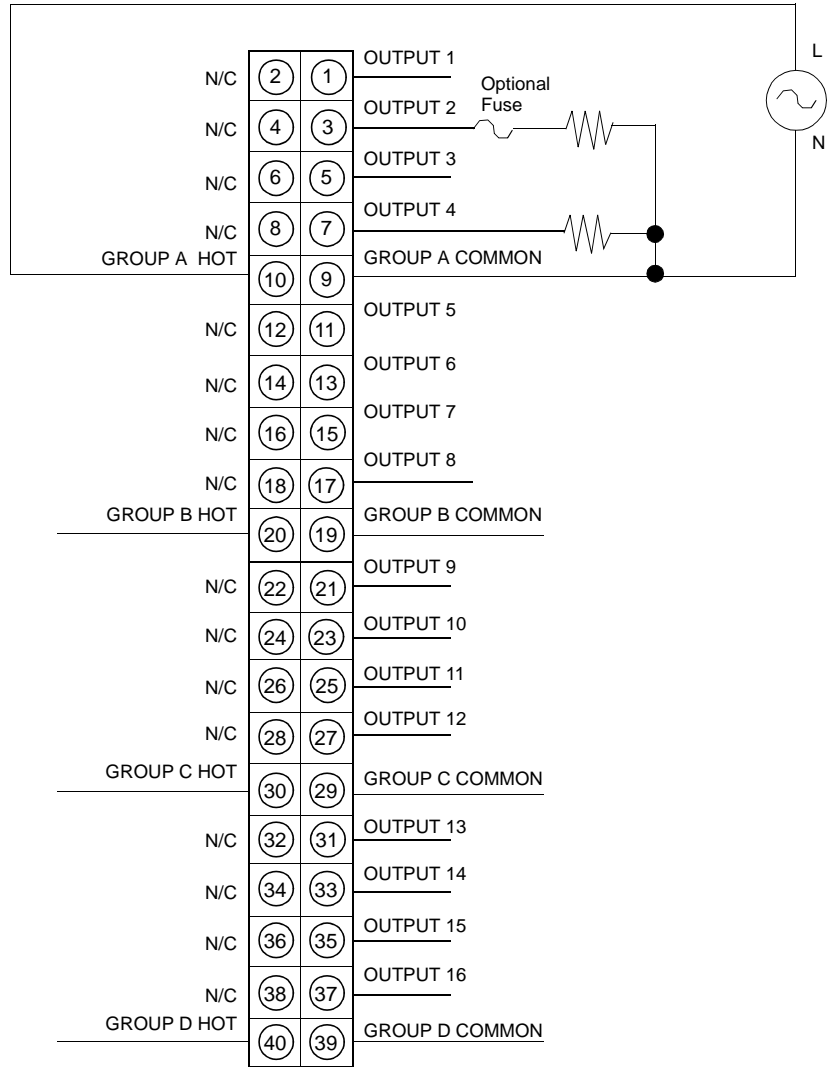 L
OUTPUT 1
N/C 2 1
Optional
Fuse
OUTPUT 2
N/C 4 3
N
OUTPUT 3
N/C 6 5
OUTPUT 4
N/C 8 7
GROUP A HOT 10 9 GROUP A COMMON
OUTPUT 5
N/C 12 11
OUTPUT 6
N/C 14 13
OUTPUT 7
N/C 16 15
OUTPUT 8
N/C 18 17
GROUP B HOT 20 19 GROUP B COMMON
OUTPUT 9
N/C 22 21
OUTPUT 10
N/C 24 23
OUTPUT 11
N/C 26 25
OUTPUT 12
N/C 28 27
GROUP C HOT 30 29 GROUP C COMMON
OUTPUT 13
N/C 32 31
OUTPUT 14
N/C 34 33
OUTPUT 15
N/C 36 35
OUTPUT 16
N/C 38 37
GROUP D HOT 40 39 GROUP D COMMON